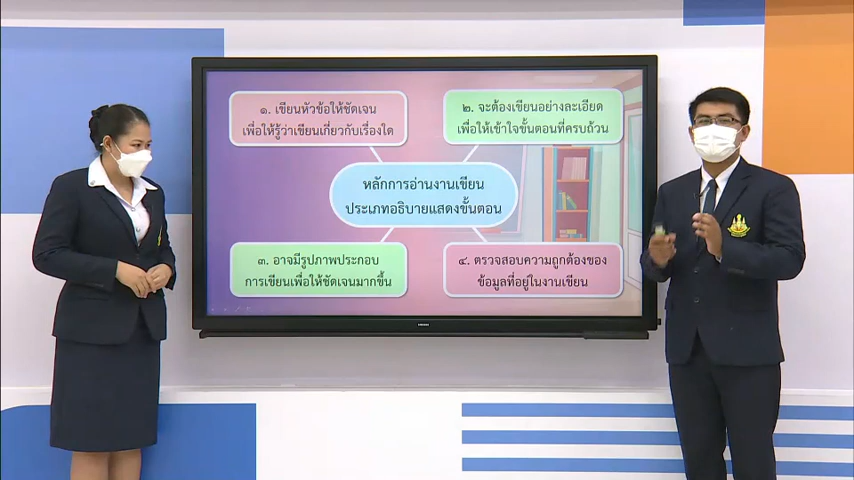 ๑. เขียนหัวข้อให้ชัดเจน
เพื่อให้รู้ว่าเขียนเกี่ยวกับเรื่องใด
๒. จะต้องเขียนอย่างละเอียด
เพื่อให้เข้าใจขั้นตอนที่ครบถ้วน
หลักการอ่านงานเขียน
ประเภทอธิบายแสดงขั้นตอน
๓. อาจมีรูปภาพประกอบ
การเขียนเพื่อให้ชัดเจนมากขึ้น
๔. ตรวจสอบความถูกต้องของ
ข้อมูลที่อยู่ในงานเขียน